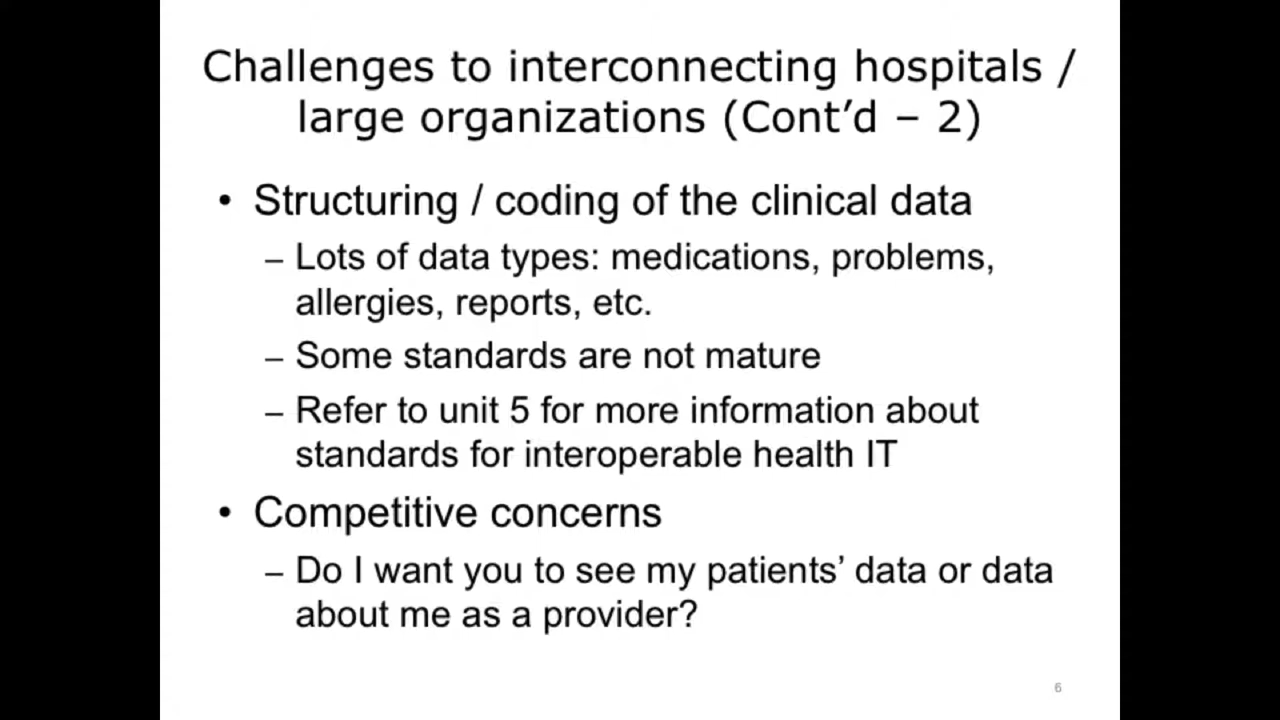 Challenges to interconnecting hospitals /
large organizations (Cont’d – 2)
• Structuring / coding of the clinical data
– Lots of data types: medications, problems,
allergies, reports, etc.
– Some standards are not mature
– Refer to unit 5 for more information about
standards for interoperable health IT
• Competitive concerns
– Do I want you to see my patients’ data or data
about me as a provider?
6